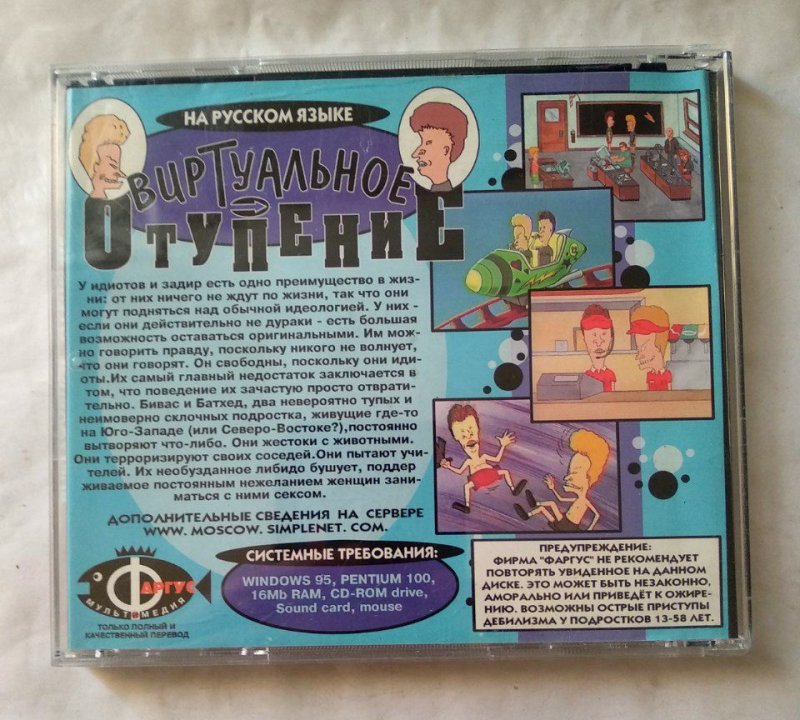 НА РУССКОМ ЯЗЫКЕ
ВИРТУАЛЬНОЕ
ОТУПЕНИЕ
У идиотов и задир есть одно преимущество в жиз-
ни: от них ничего не ждут по жизни, так что они
могут подняться над обычной идеологией. У них -
если они действительно не дураки - есть большая
возможность оставаться оригинальными. Им мож-
но говорить правду, поскольку никого не волнует,
что они говорят. Он свободны, поскольку они иди-
оты.Их самый главный недостаток заключается в
том, что поведение их зачастую просто отврати-
тельно. Бивас и Батхед, два невероятно тупых и
неимоверно склочных подростка, живущие где-то
на Юго-Западе (или Северо-Востоке?),постоянно
вытворяют что-либо. Они жестоки с животными.
Они терроризируют своих соседей.Они пытают учи-
телей. Их необузданное либидо бушует, поддер
живаемое постоянным нежеланием женщин зани-
маться с ними сексом.
ДОПОЛНИТЕЛЬНЫЕ СВЕДЕНИЯ НА СЕРВЕРЕ
WWW. MOSCOW. SIMPLENET. COM.
СИСТЕМНЫЕ ТРЕБОВАНИЯ:
WINDOWS 95, PENTIUM 100,
16Mb RAM, CD-ROM drive,
Sound card, mouse
ФАРГУС
МУЛЬТИМЕДИЯ
ТОЛЬКО ПОЛНЫЙ И
КАЧЕСТВЕННЫЙ ПЕРЕВОД
ПРЕДУПРЕЖДЕНИЕ:
ФИРМА "ФАРГУС" НЕ РЕКОМЕНДУЕТ
ПОВТОРЯТЬ УВИДЕННОЕ НА ДАННОМ
ДИСКЕ. ЭТО МОЖЕТ БЫТЬ НЕЗАКОННО,
АМОРАЛЬНО ИЛИ ПРИВЕДЁТ К ОЖИРЕ-
НИЮ. ВОЗМОЖНЫ ОСТРЫЕ ПРИСТУПЫ
ДЕБИЛИЗМА У ПОДРОСТКОВ 13-58 ЛЕТ.